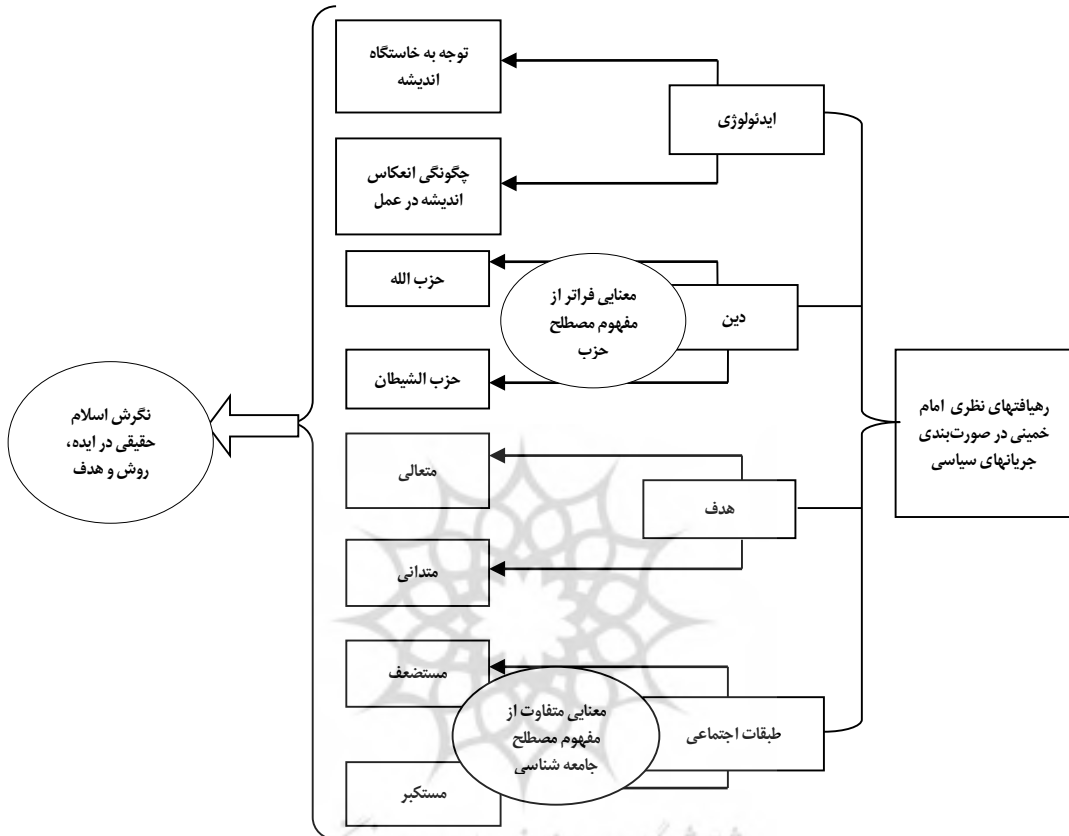 رهیافتهای نظری امام
خمینی در صورت‌بندی
جریانهای سیاسی
ایدئولوژی
توجه به خاستگاه
اندیشه
چگونگی انعکاس
اندیشه در عمل
دین
معنایی فراتر از
مفهوم مصطلح
حزب
حزب الله
حزب الشیطان
هدف
متعالی
متدانی
طبقات اجتماعی
معنایی متفاوت از
مفهوم مصطلح
جامعه شناسی
مستضعف
مستکبر
نگرش اسلام
حقیقی در ایده،
روش و هدف